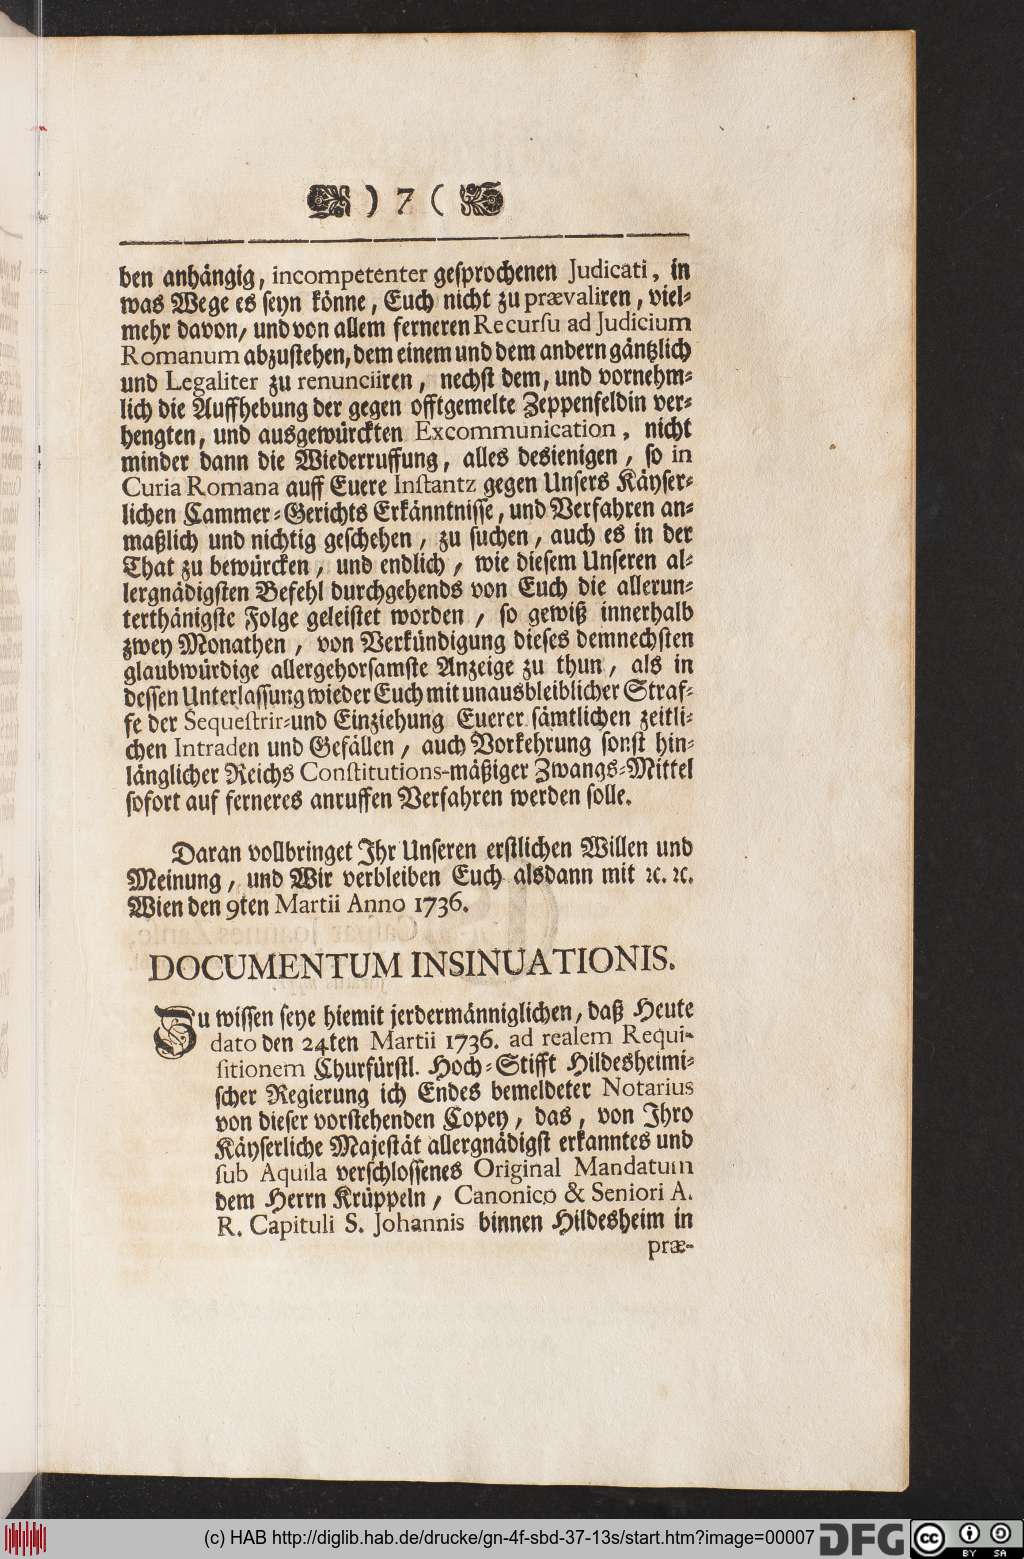 ) 7 (
ben anhängig, incompetenter gesprochenen Judicati, in
was Wege es seyn könne, Euch nicht zu prævaliren, viel-
mehr davon, und von allem ferneren Recursu ad Judicium
Romanum abzustehen, dem einem und dem andern gäntzlich
und Legaliter zu renunciiren, nechst dem, und vornehm-
lich die Auffhebung der gegen offtgemelte Zeppenfeldin ver-
hengten, und ausgewürckten Excommunication, nicht
minder dann die Wiederruffung, alles desienigen, so in
Curia Romana auff Euere Instantz gegen Unsers Käyser-
lichen Cammer-Gerichts Erkänntnisse, und Verfahren an-
maßlich und nichtig geschehen, zu suchen, auch es in der
That zu bewürcken, und endlich, wie diesem Unseren al-
lergnädigsten Befehl durchgehends von Euch die allerun-
terthänigste Folge geleistet worden, so gewiß innerhalb
zwey Monathen, von Verkündigung dieses demnechsten
glaubwürdige allergehorsamste Anzeige zu thun, als in
dessen Unterlassung wieder Euch mit unausbleiblicher Straf-
fe der Sequestrir-und Einziehung Euerer sämtlichen zeitli-
chen Intraden und Gefällen, auch Vorkehrung sonst hin-
länglicher Reichs Constitutions-mäßiger Zwangs-Mittel
sofort auf ferneres anruffen Verfahren werden solle.
Daran vollbringet Ihr Unseren erstlichen Willen und
Meinung, und Wir verbleiben Euch alsdann mit ꝛc. ꝛc.
Wien den 9ten Martii Anno 1736.
DOCUMENTUM INSINUATIONIS.
Zu wissen seye hiemit jerdermänniglichen, daß Heute
dato den 24ten Martii 1736. ad realem Requi-
sitionem Churfürstl. Hoch-Stifft Hildesheimi-
scher Regierung ich Endes bemeldeter Notarius
von dieser vorstehenden Copey, das, von Ihro
Käyserliche Majestät allergnädigst erkanntes und
sub Aquila verschlossenes Original Mandatum
dem Herrn Krüppeln, Canonico & Seniori A.
R. Capituli S. Johannis binnen Hildesheim in
præ-
(c) HAB http://diglib.hab.de/drucke/gn-4f-sbd-37-13s/start.htm?image=00007 DFG cc BY SA